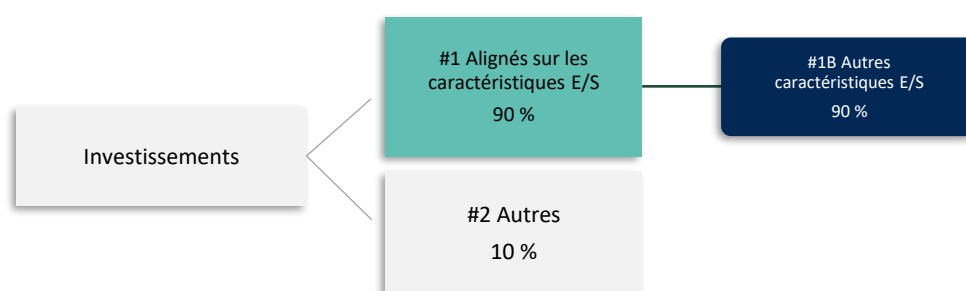 Investissements
#1 Alignés sur les
caractéristiques E/S
90 %
#2 Autres
10 %
#1B Autres
caractéristiques E/S
90 %